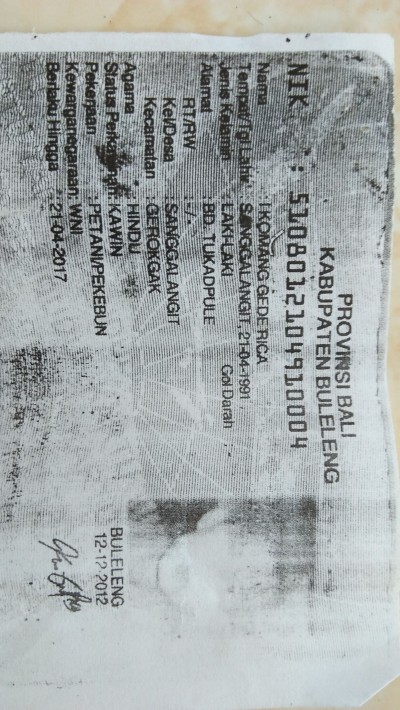 PROVINSI BALI
KABUPATEN BULELENG
NIK : 5108012104910004
Nama : KOMANG GEDE RICA
Tempat/Tgl Lahir : SANGGALANGIT, 21-04-1991
Jenis Kelamin : LAKI-LAKI Gol Darah : -
Alamat : BD. TUKADPULE
RT/RW : -/-
Kel/Desa : SANGGALANGIT
Kecamatan : GEROKGAK
Agama : HINDU
Status Perkawinan : KAWIN
Pekerjaan : PETANI/PEKEBUN
Kewarganegaraan : WNI
Berlaku Hingga : 21-04-2017
BULELENG
12-12-2012